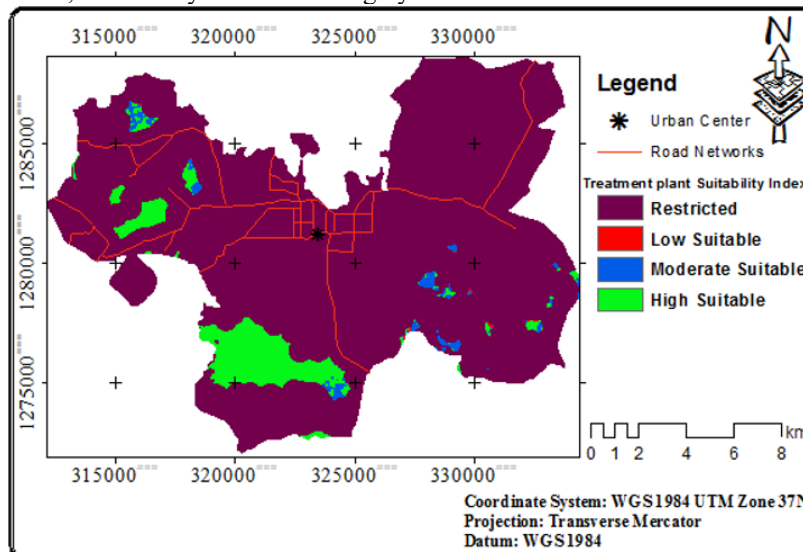 315000 320000 325000 330000
N
1285000
1280000
1275000
Legend
Urban Center
Road Networks
Treatment plant Suitability Index
Restricted
Low Suitable
Moderate Suitable
High Suitable
km
0 1 2 4 6 8
315000 320000 325000 330000
Coordinate System: WGS1984 UTM Zone 37N
Projection: Transverse Mercator
Datum: WGS1984